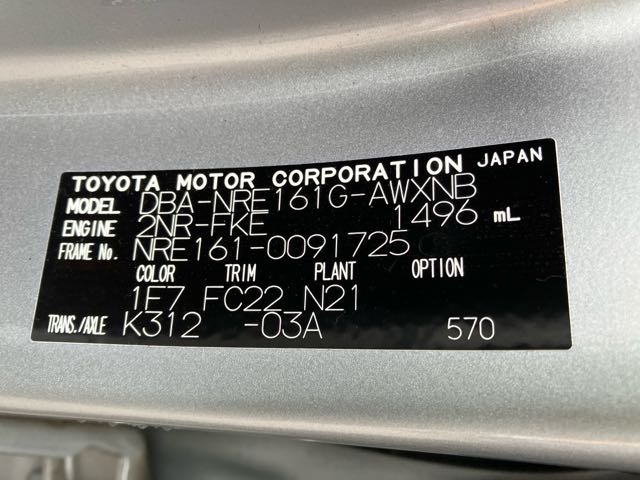 TOYOTA MOTOR CORPORATION JAPAN
MODEL DBA-NRE161G-AWXNB
ENGINE 2NR-FKE 1496 mL
FRAME No. NRE161-0091725
COLOR TRIM PLANT OPTION
1F7 FC22 N21
TRANS./AXLE K312 -03A 570